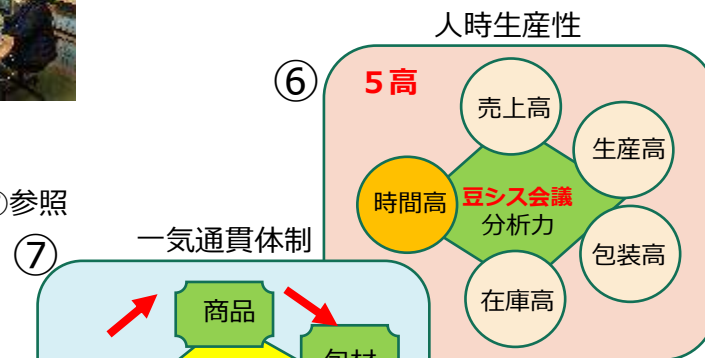 人時生産性
⑥
５高
売上高
生産高
時間高
豆シス会議
分析力
包装高
在庫高
参照
⑦
一気通貫体制
商品